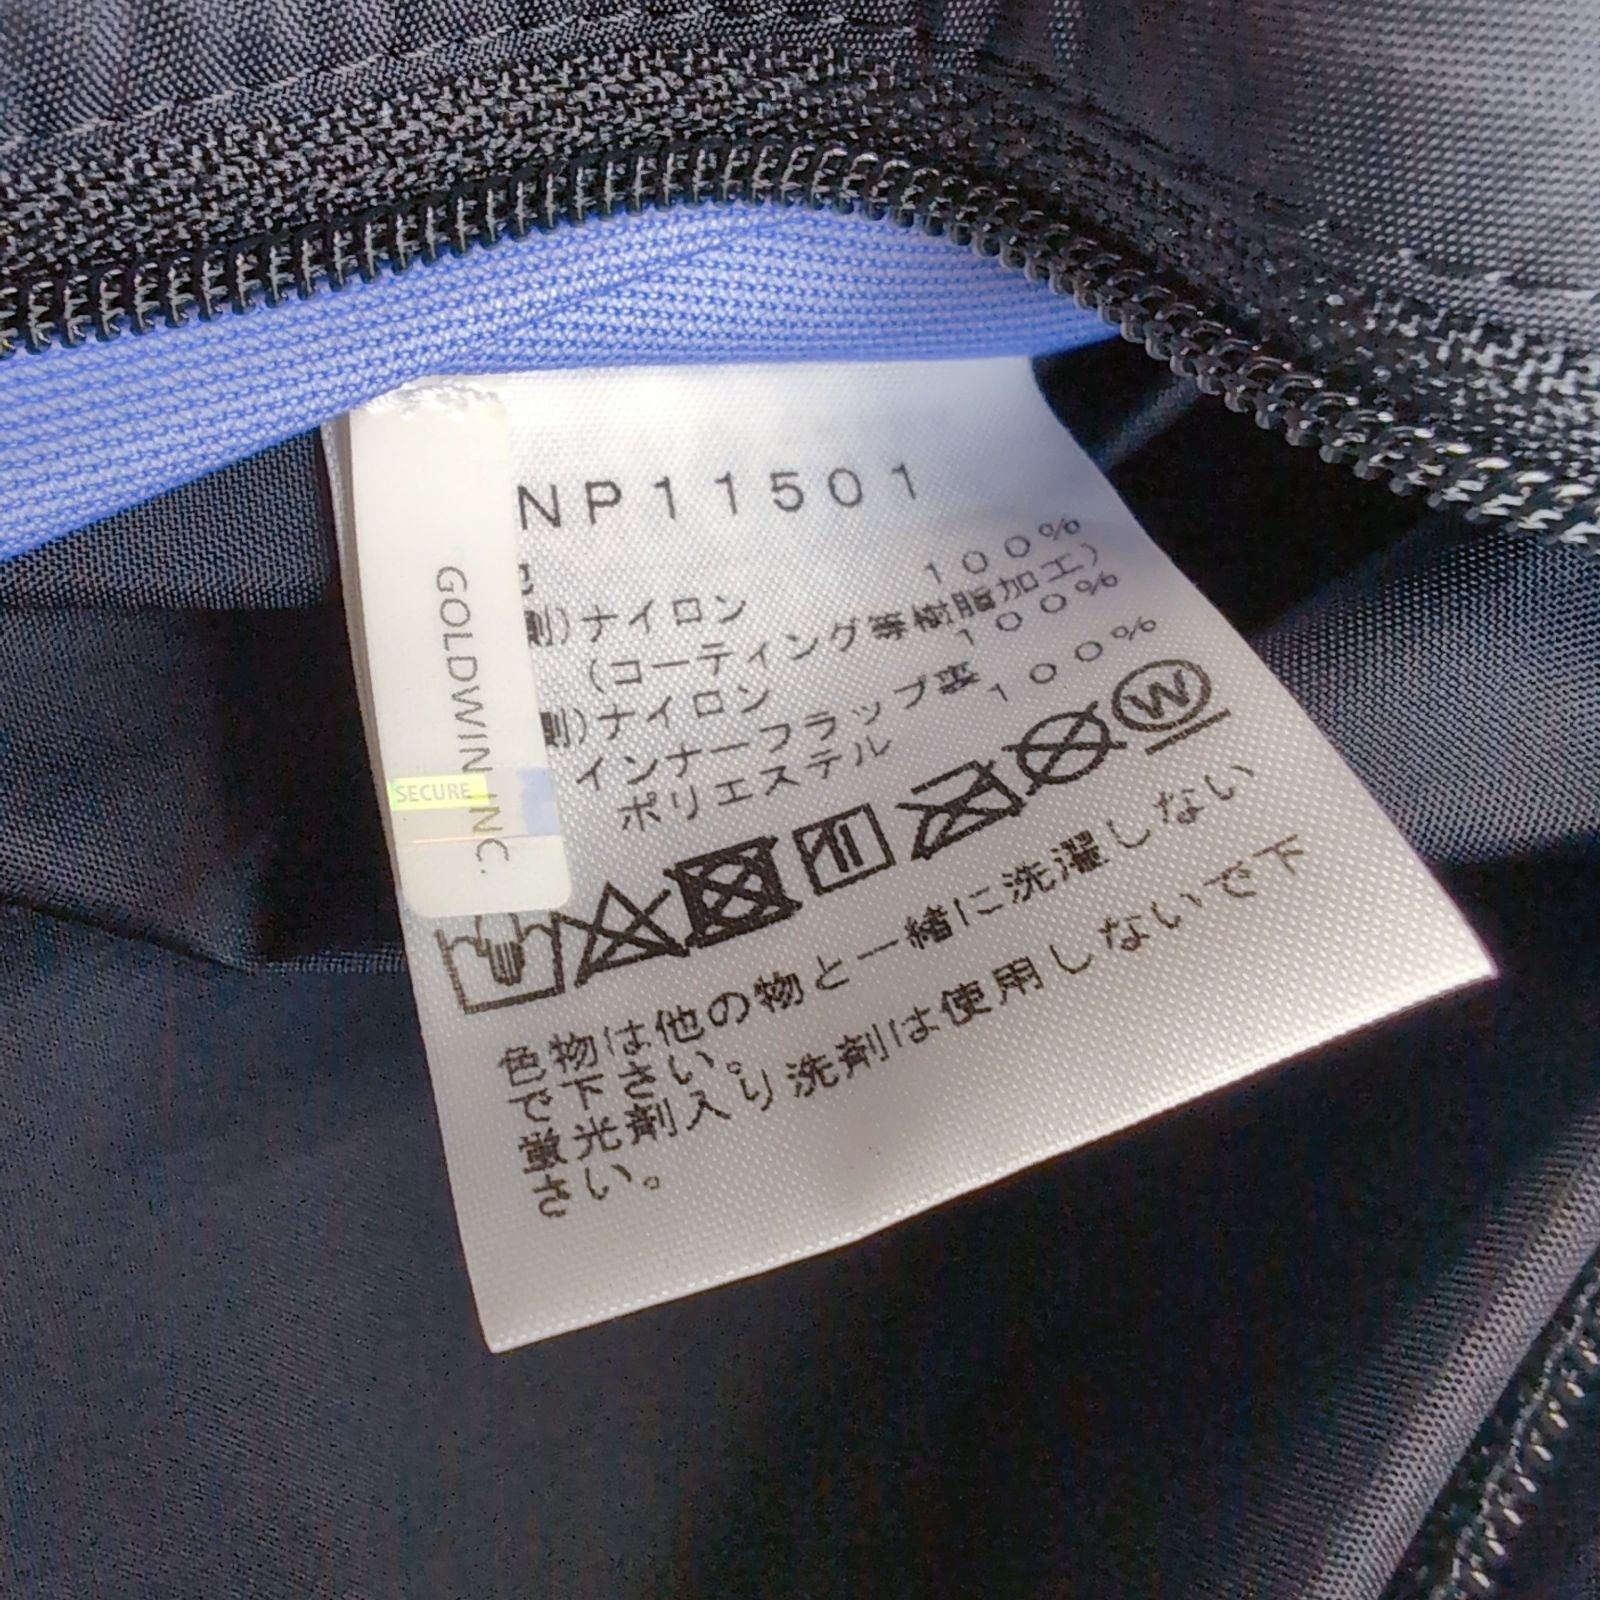 NP11501
ナイロン 100%
(コーティング等樹脂加工)
ナイロン 100%
インナーフラップ裏
ポリエステル 100%
W
色物は他の物と一緒に洗濯しない
で下さい。
蛍光剤入り洗剤は使用しないで下
さい。
GOLDWIN INC.
SECURE